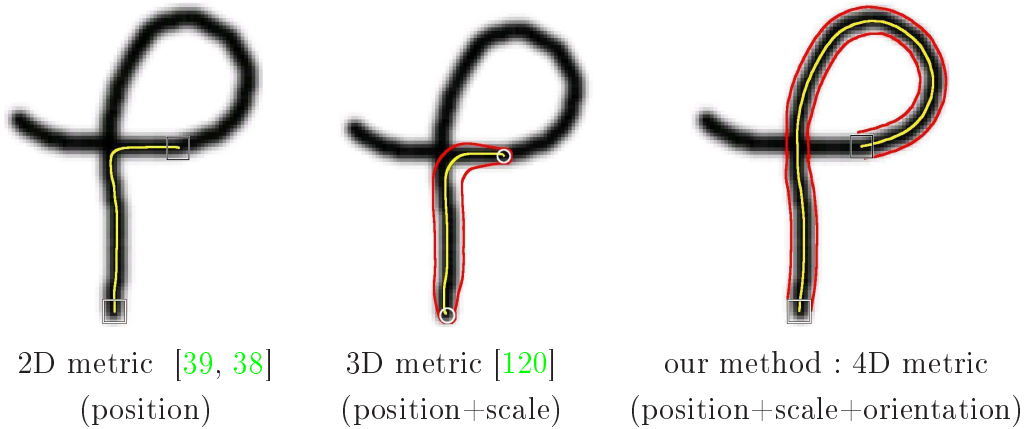 2D metric [39, 38]
(position)
3D metric [120]
(position+scale)
our method : 4D metric
(position+scale+orientation)